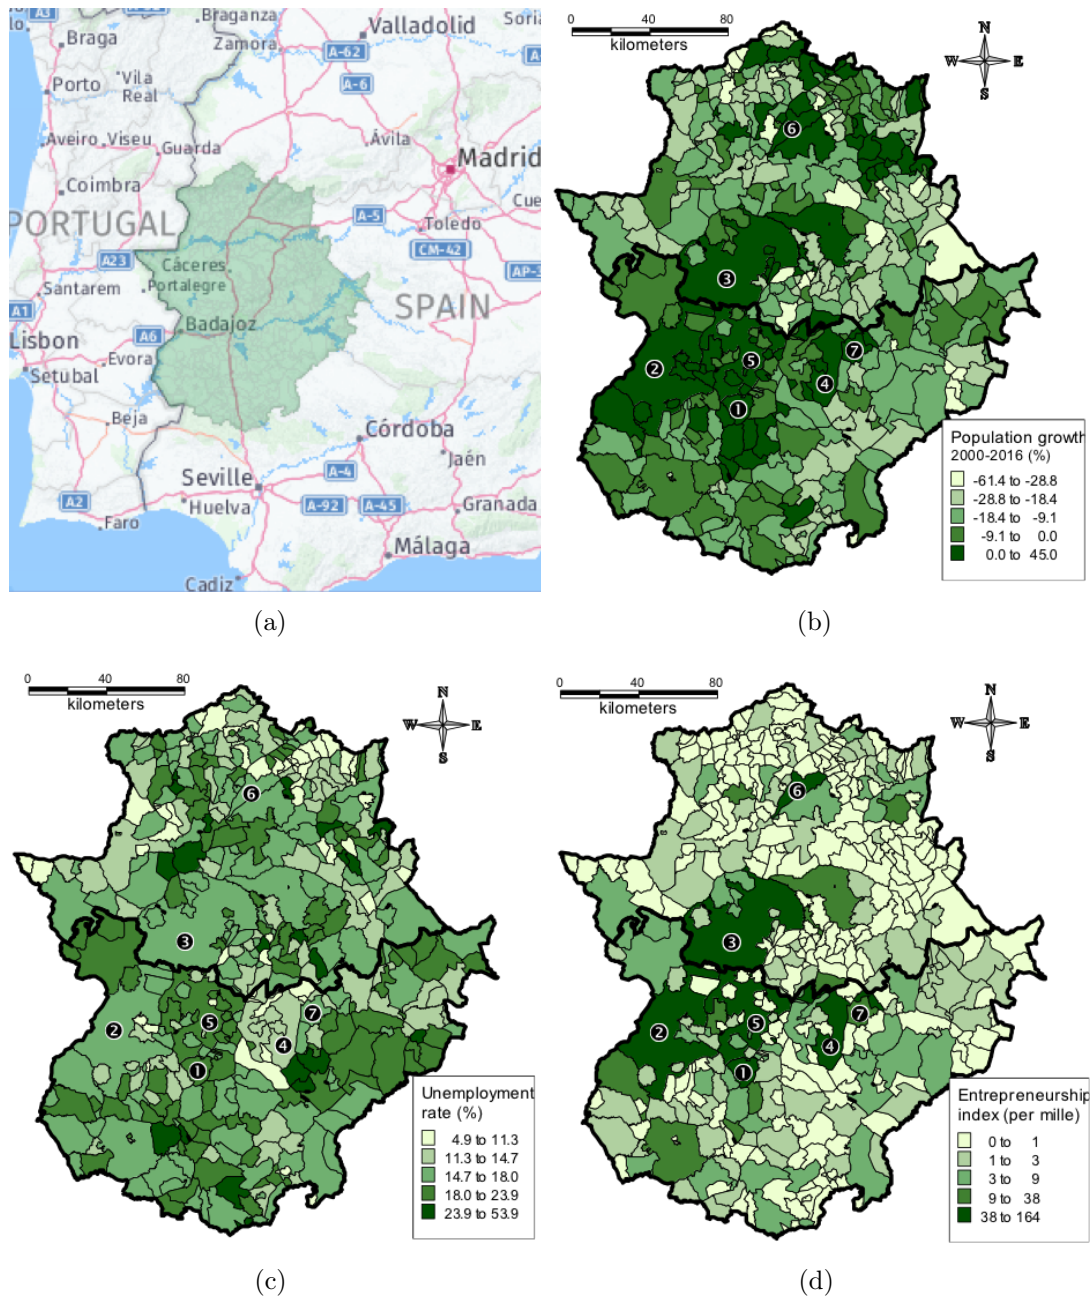 A3
Braganza
Valladolid
Soria
Braga
Zamora
A-62
Porto
Vila
Real
A-6
Aveiro
Viseu
Guarda
Ávila
Madrid
Coimbra
PORTUGAL
A-5
Toledo
CM-42
A23
Cáceres
Portalegre
Santarem
SPAIN
A1
Badajoz
Lisbon
A6
Evora
Setubal
Beja
Córdoba
Jaén
Seville
A-4
A2
Huelva
A-92
A-45
Granada
Faro
Málaga
Cadiz
(a)
0 40 80
kilometers
N
W E
S
6
3
2
5
7
4
1
Population growth
2000-2016 (%)
-61.4 to -28.8
-28.8 to -18.4
-18.4 to -9.1
-9.1 to 0.0
0.0 to 45.0
(b)
0 40 80
kilometers
N
W E
S
6
3
2
5
7
4
1
Unemployment
rate (%)
4.9 to 11.3
11.3 to 14.7
14.7 to 18.0
18.0 to 23.9
23.9 to 53.9
(c)
0 40 80
kilometers
N
W E
S
6
3
2
5
7
4
1
Entrepreneurship
index (per mille)
0 to 1
1 to 3
3 to 9
9 to 38
38 to 164
(d)